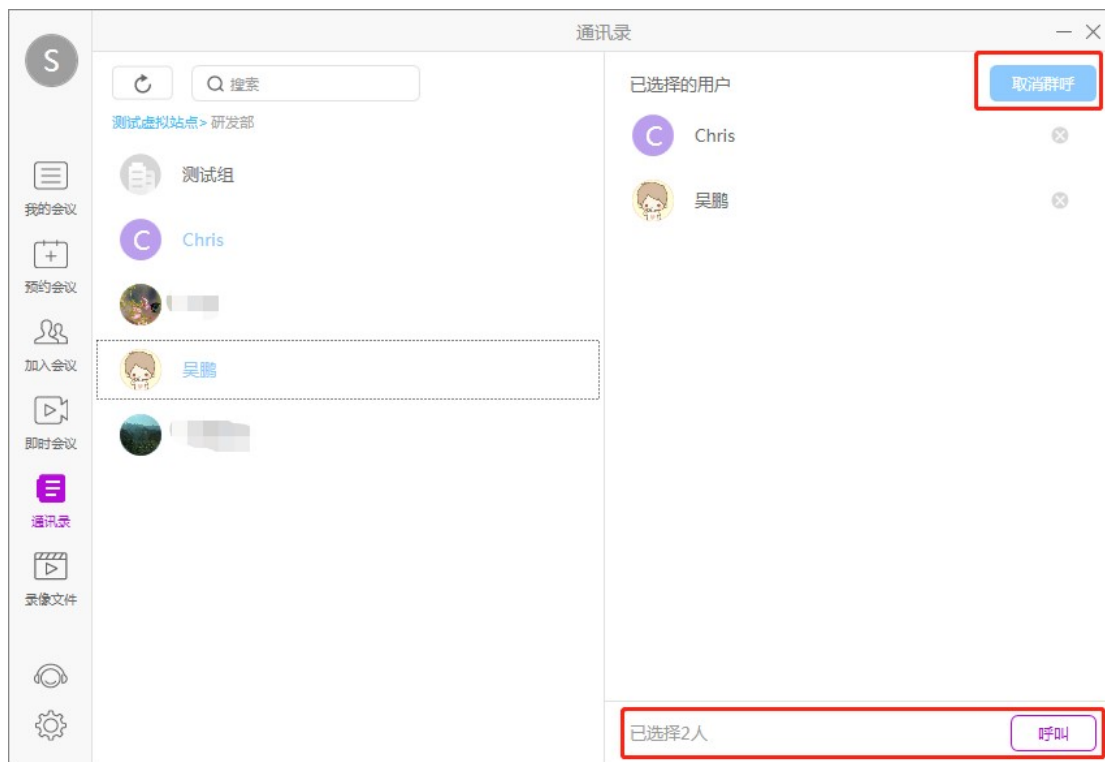 通讯录
S
我的会议
预约会议
加入会议
即时会议
通讯录
录像文件
搜索
测试虚拟站点> 研发部
测试组
C Chris
吴鹏
已选择的用户 取消群呼
C Chris
吴鹏
已选择2人 呼叫